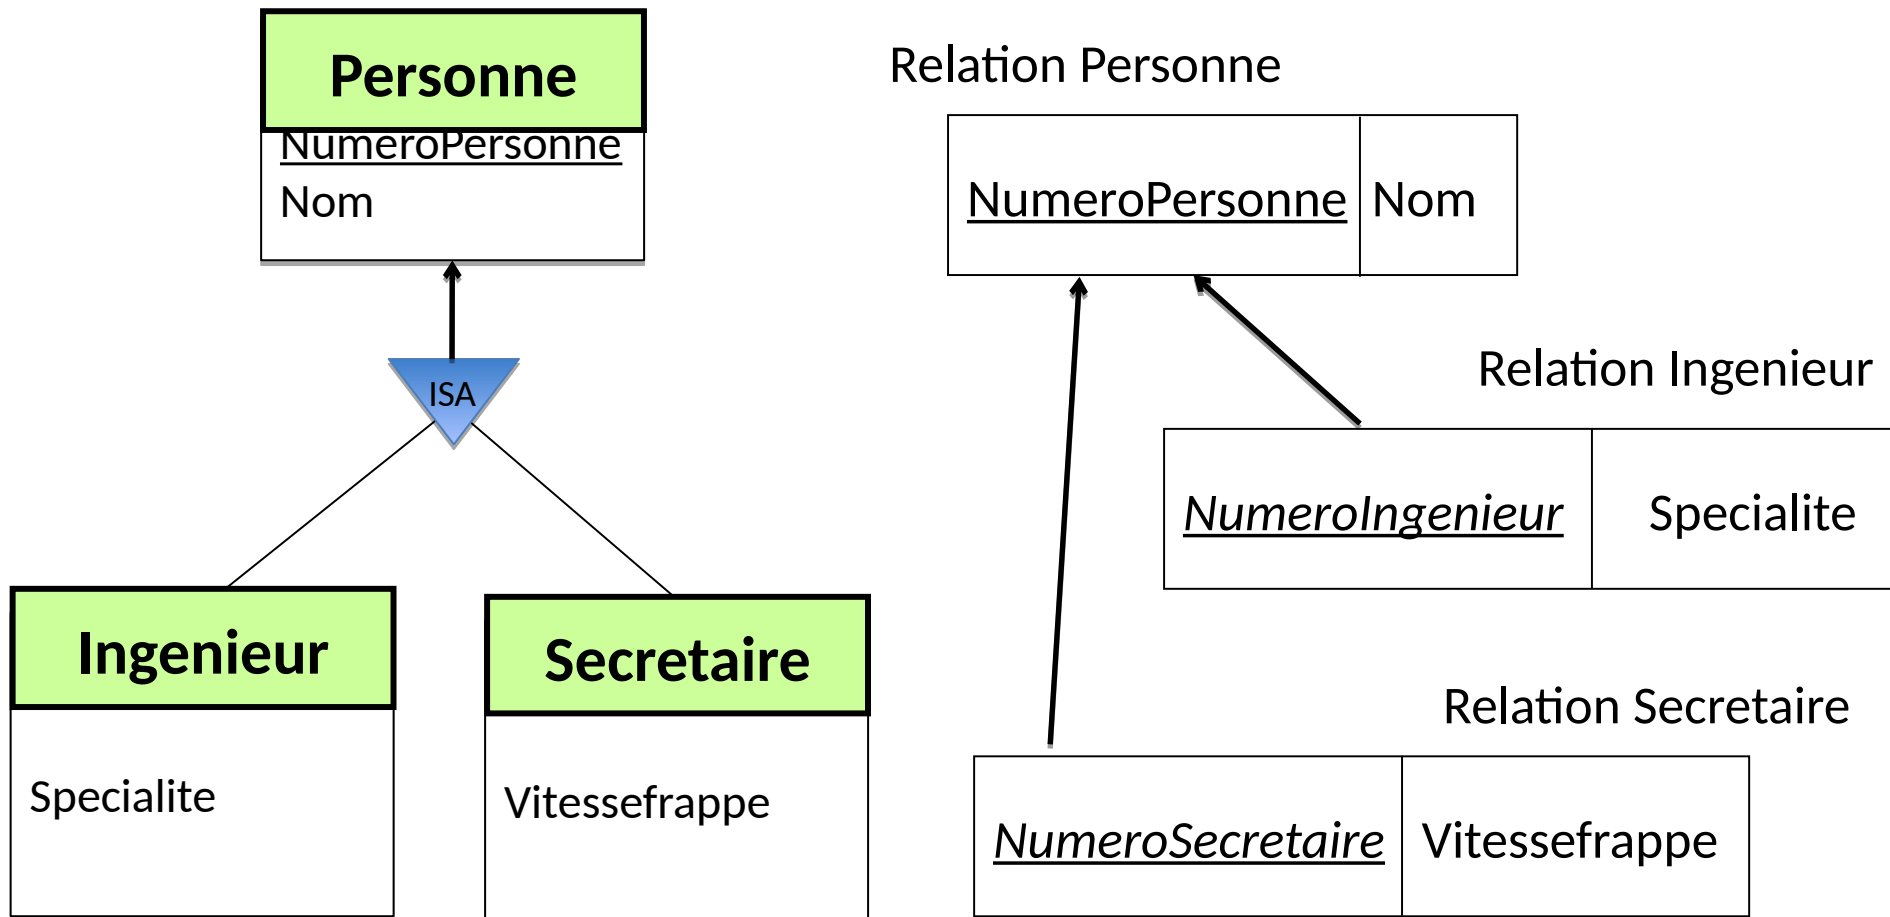 Personne
NumeroPersonne
Nom
ISA
Ingenieur
Specialite
Secretaire
Vitessefrappe
Relation Personne
NumeroPersonne Nom
Relation Ingenieur
NumeroIngenieur Specialite
Relation Secretaire
NumeroSecretaire Vitessefrappe